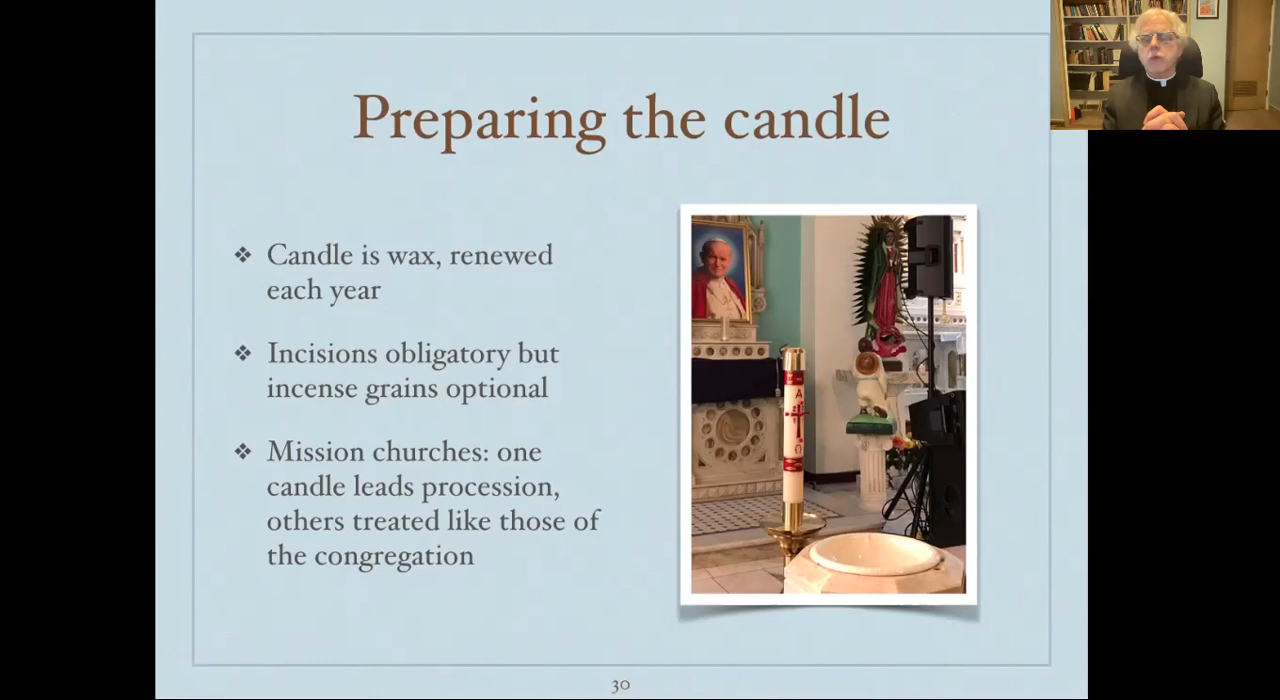 Preparing the candle
❖ Candle is wax, renewed
each year
❖ Incisions obligatory but
incense grains optional
❖ Mission churches: one
candle leads procession,
others treated like those of
the congregation
Α
Ω
30